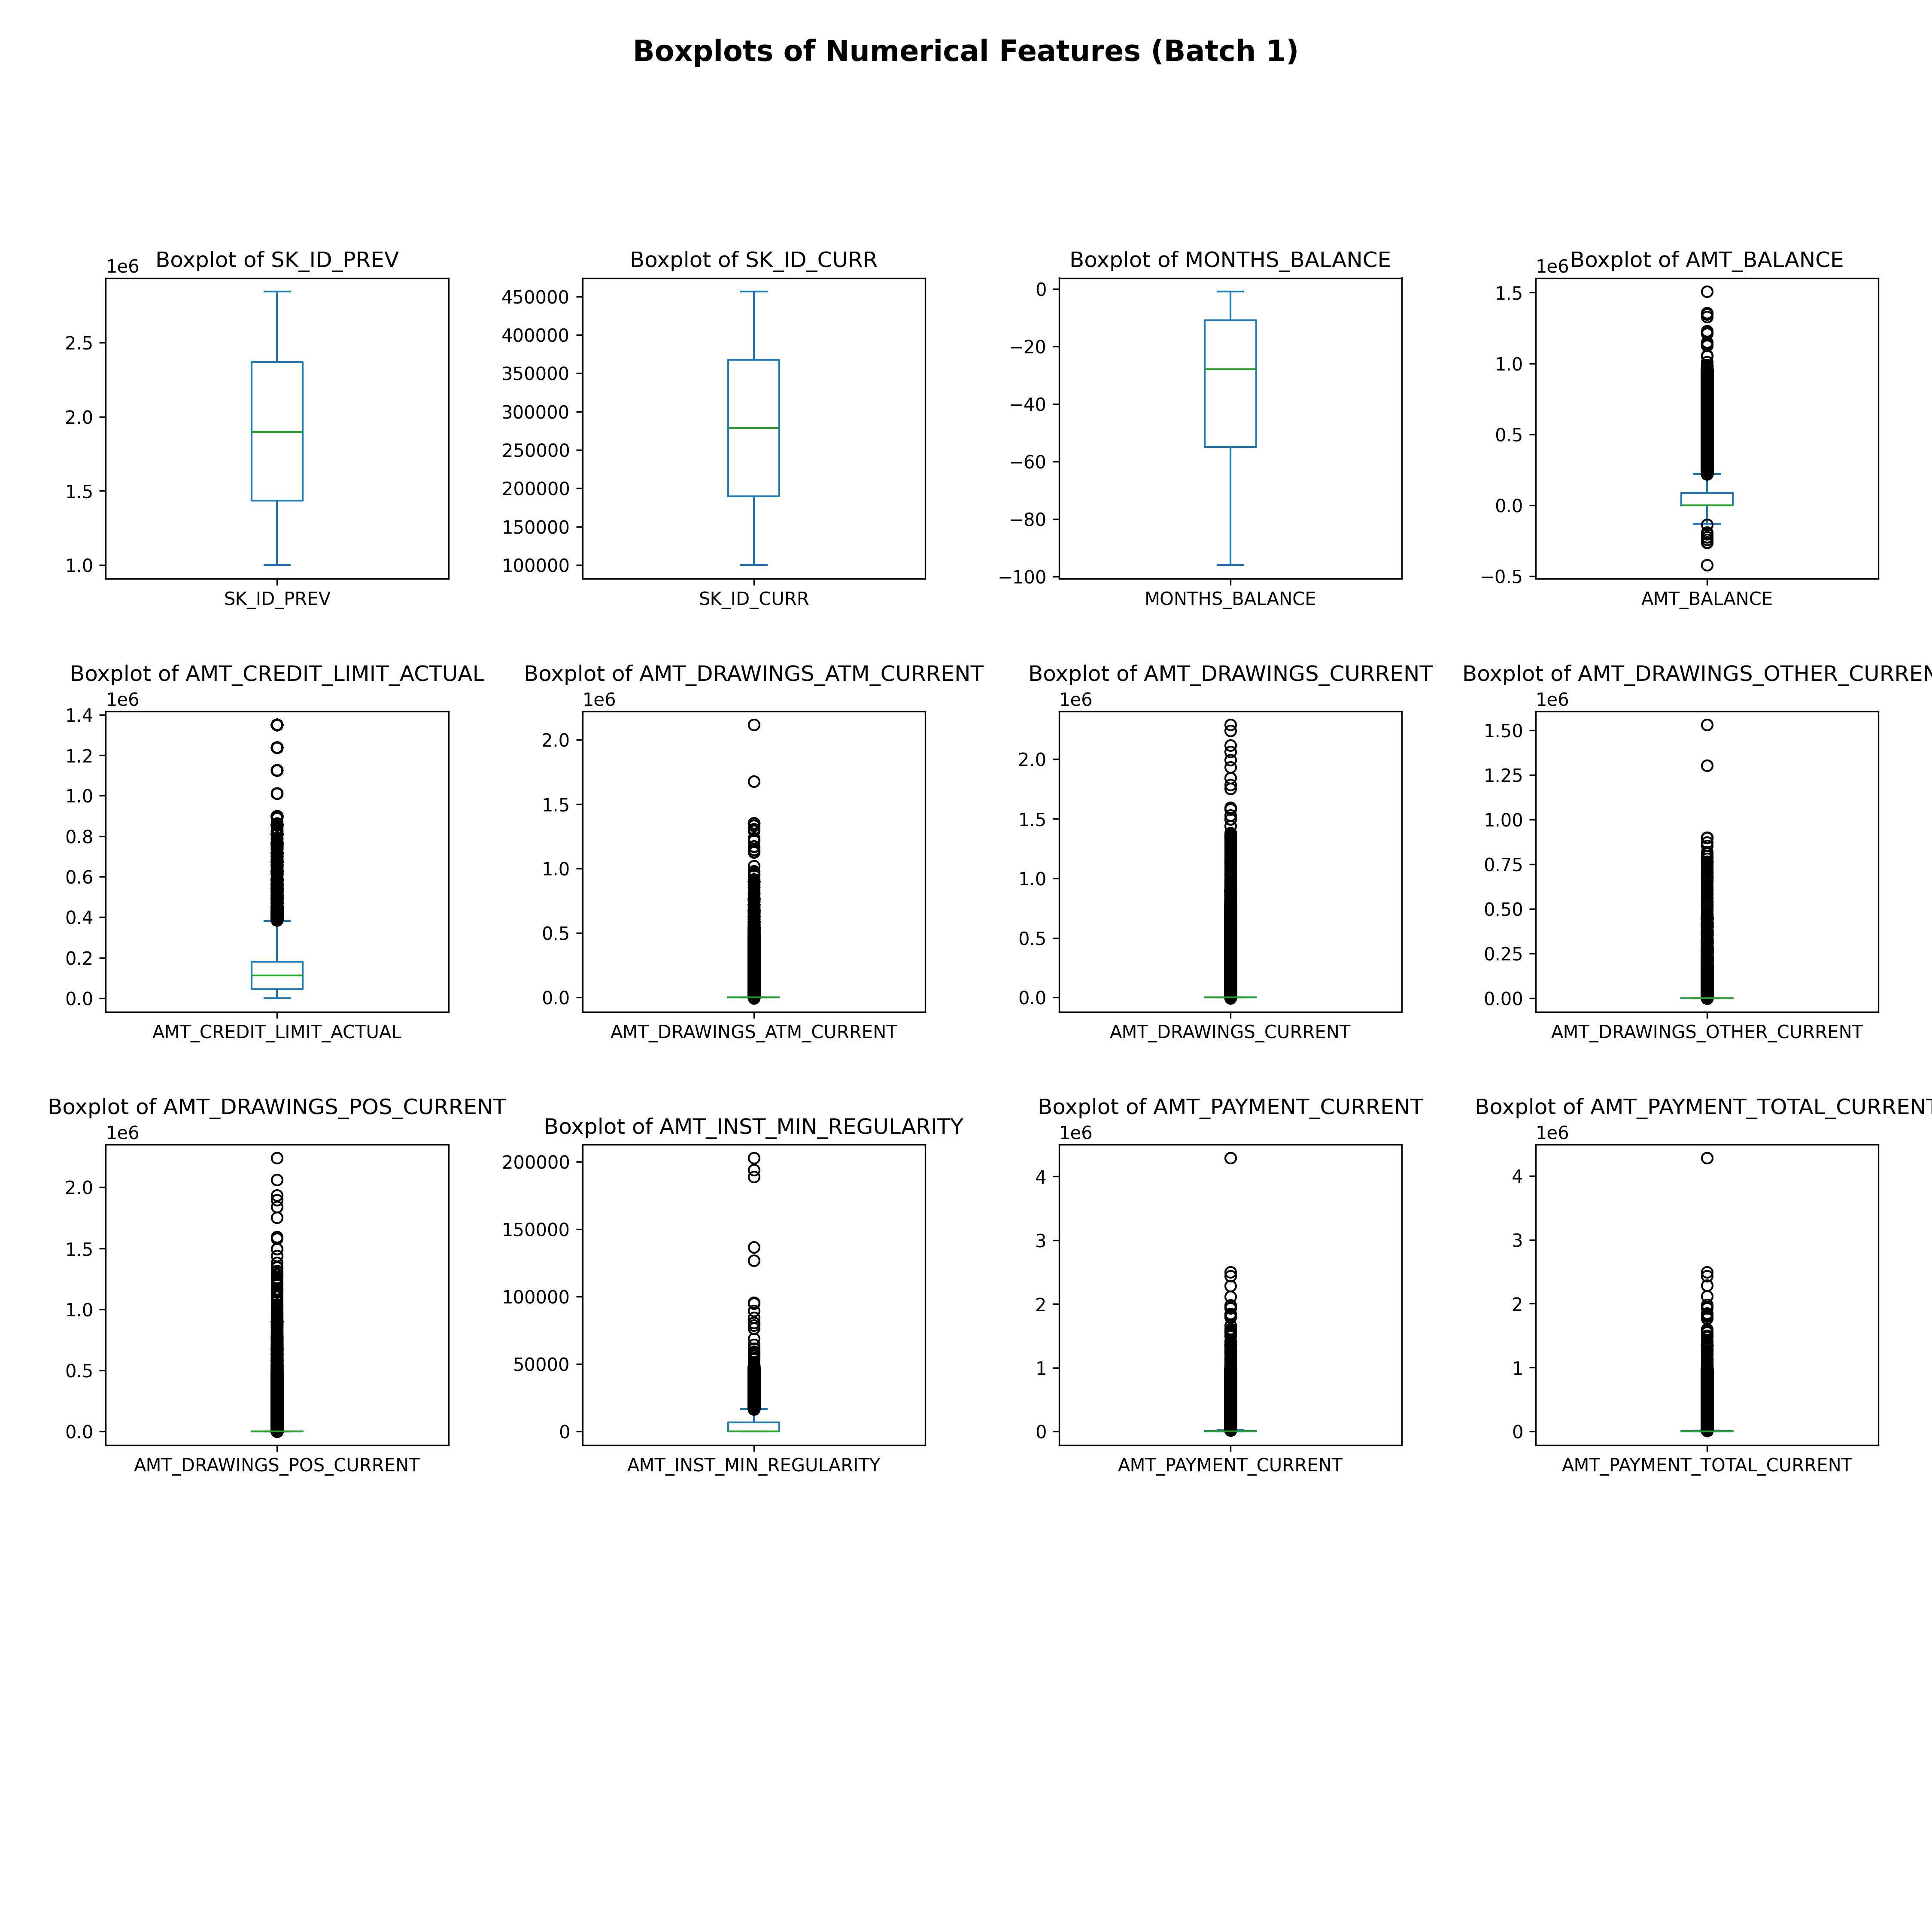 Boxplots of Numerical Features (Batch 1)
Boxplot of SK_ID_PREV
1e6
2.5
2.0
1.5
1.0
SK_ID_PREV
Boxplot of SK_ID_CURR
450000
400000
350000
300000
250000
200000
150000
100000
SK_ID_CURR
Boxplot of MONTHS_BALANCE
0
−20
−40
−60
−80
−100
MONTHS_BALANCE
Boxplot of AMT_BALANCE
1e6
1.5
1.0
0.5
0.0
−0.5
AMT_BALANCE
Boxplot of AMT_CREDIT_LIMIT_ACTUAL
1e6
1.4
1.2
1.0
0.8
0.6
0.4
0.2
0.0
AMT_CREDIT_LIMIT_ACTUAL
Boxplot of AMT_DRAWINGS_ATM_CURRENT
1e6
2.0
1.5
1.0
0.5
0.0
AMT_DRAWINGS_ATM_CURRENT
Boxplot of AMT_DRAWINGS_CURRENT
1e6
2.0
1.5
1.0
0.5
0.0
AMT_DRAWINGS_CURRENT
Boxplot of AMT_DRAWINGS_OTHER_CURREN
1e6
1.50
1.25
1.00
0.75
0.50
0.25
0.00
AMT_DRAWINGS_OTHER_CURRENT
Boxplot of AMT_DRAWINGS_POS_CURRENT
1e6
2.0
1.5
1.0
0.5
0.0
AMT_DRAWINGS_POS_CURRENT
Boxplot of AMT_INST_MIN_REGULARITY
200000
150000
100000
50000
0
AMT_INST_MIN_REGULARITY
Boxplot of AMT_PAYMENT_CURRENT
1e6
4
3
2
1
0
AMT_PAYMENT_CURRENT
Boxplot of AMT_PAYMENT_TOTAL_CURRENT
1e6
4
3
2
1
0
AMT_PAYMENT_TOTAL_CURRENT